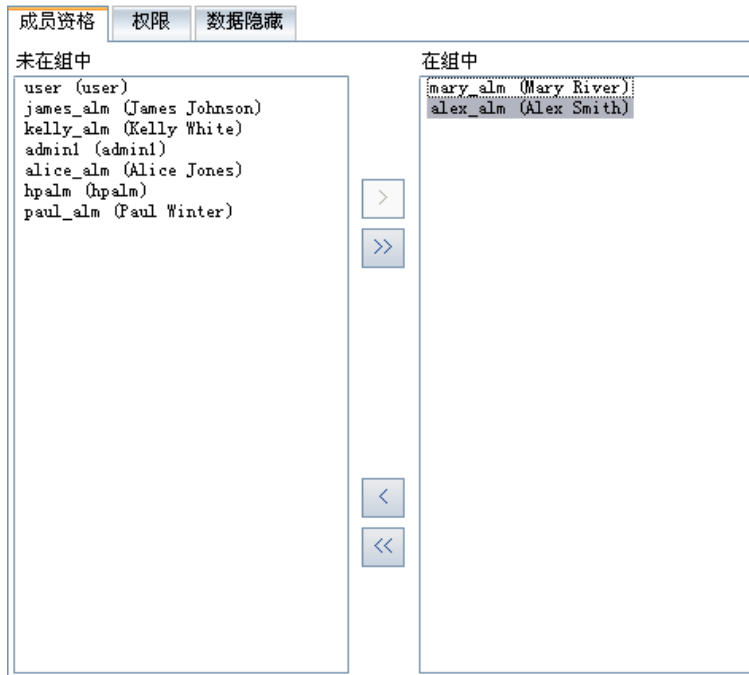 成员资格 权限 数据隐藏
未在组中 在组中
user (user)
james_alm (James Johnson)
kelly_alm (Kelly White)
admin1 (admin1)
alice_alm (Alice Jones)
hpalm (hpalm)
paul_alm (Paul Winter)
mary_alm (Mary River)
alex_alm (Alex Smith)
>
>>
<
<<